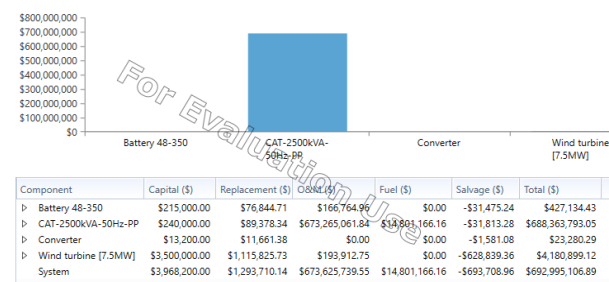 $800,000,000
$700,000,000
$600,000,000
$500,000,000
$400,000,000
$300,000,000
$200,000,000
$100,000,000
$0
Battery 48-350
CAT-2500kVA-
50Hz-PP
Converter
Wind turbine
[7.5MW]
For Evaluation Use
Component Capital ($) Replacement ($) O&M ($) Fuel ($) Salvage ($) Total ($)
Battery 48-350 $215,000.00 $76,844.71 $166,764.96 $0.00 -$31,475.24 $427,134.43
CAT-2500kVA-50Hz-PP $240,000.00 $89,378.34 $673,265,061.84 $14,801,166.16 -$31,813.28 $688,363,793.05
Converter $13,200.00 $11,661.38 $0.00 $0.00 -$1,581.08 $23,280.29
Wind turbine [7.5MW] $3,500,000.00 $1,115,825.73 $193,912.75 $0.00 -$628,839.36 $4,180,899.12
System $3,968,200.00 $1,293,710.14 $673,625,739.55 $14,801,166.16 -$693,708.96 $692,995,106.89